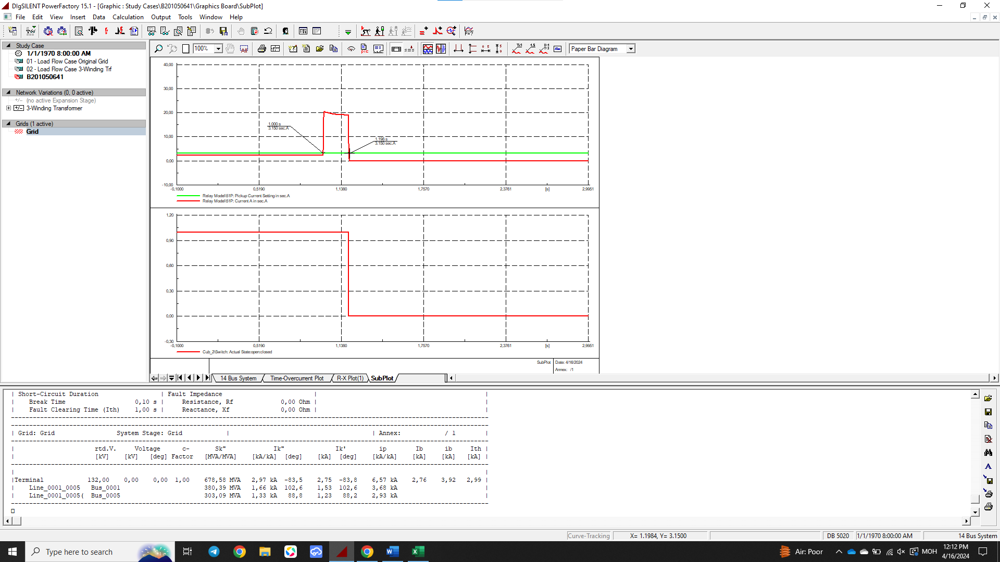 DIgSILENT PowerFactory 15.1 - [Graphic : Study Cases\B201050641\Graphics Board\SubPlot]
File Edit View Insert Data Calculation Output Tools Window Help
100%
Paper Bar Diagram
Study Case
1/1/1970 8:00:00 AM
01 - Load Flow Case Original Grid
02 - Load Flow Case 3-Winding Trf
B201050641
Network Variations (0, 0 active)
(no active Expansion Stage)
3-Winding Transformer
Grids (1 active)
Grid
40,00
30,00
20,00
10,00
0,00
-10,00
1.000 s
3.150 sec.A
1.198 s
3.150 sec.A
-0,1000 0,5190 1,1380 1,7570 2,3761 [s] 2,9951
Relay Model\51P: Pickup Current Setting in sec.A
Relay Model\51P: Current A in sec.A
1,20
0,90
0,60
0,30
0,00
-0,30
-0,1000 0,5190 1,1380 1,7570 2,3761 [s] 2,9951
Cub_2\Switch: Actual State:open:closed
SubPlot Date: 4/16/2024
Annex: /1
14 Bus System Time-Overcurrent Plot R-X Plot(1) SubPlot
| Short-Circuit Duration | Fault Impedance | |
| Break Time 0,10 s | Resistance, Rf 0,00 Ohm | |
| Fault Clearing Time (Ith) 1,00 s | Reactance, Xf 0,00 Ohm | |
| Grid: Grid System Stage: Grid | | Annex: / 1 |
| rtd.V. Voltage c- Sk" Ik" Ik' ip Ib ib Ith |
| [kV] [kV] [deg] Factor [MVA/MVA] [kA/kA] [deg] [kA] [deg] [kA/kA] [kA] [kA] [kA] |
|Terminal 132,00 0,00 0,00 1,00 678,58 MVA 2,97 kA -83,5 2,75 -83,8 6,57 kA 2,76 3,92 2,99 |
| Line_0001_0005 Bus_0001 380,39 MVA 1,66 kA 102,6 1,53 102,6 3,68 kA |
| Line_0001_0005( Bus_0005 303,09 MVA 1,33 kA 88,8 1,23 88,2 2,93 kA |
Curve-Tracking X= 1.1984, Y= 3.1500 DB 5020 1/1/1970 8:00:00 AM 14 Bus System
Type here to search
Air: Poor
MOH
12:12 PM
4/16/2024